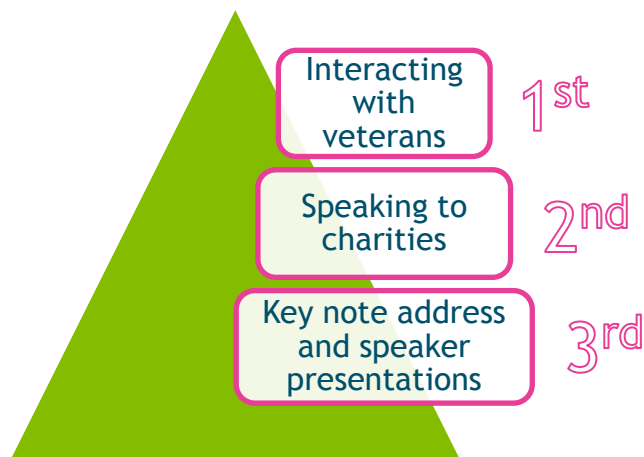 Interacting
with
veterans
1st
Speaking to
charities
2nd
Key note address
and speaker
presentations
3rd